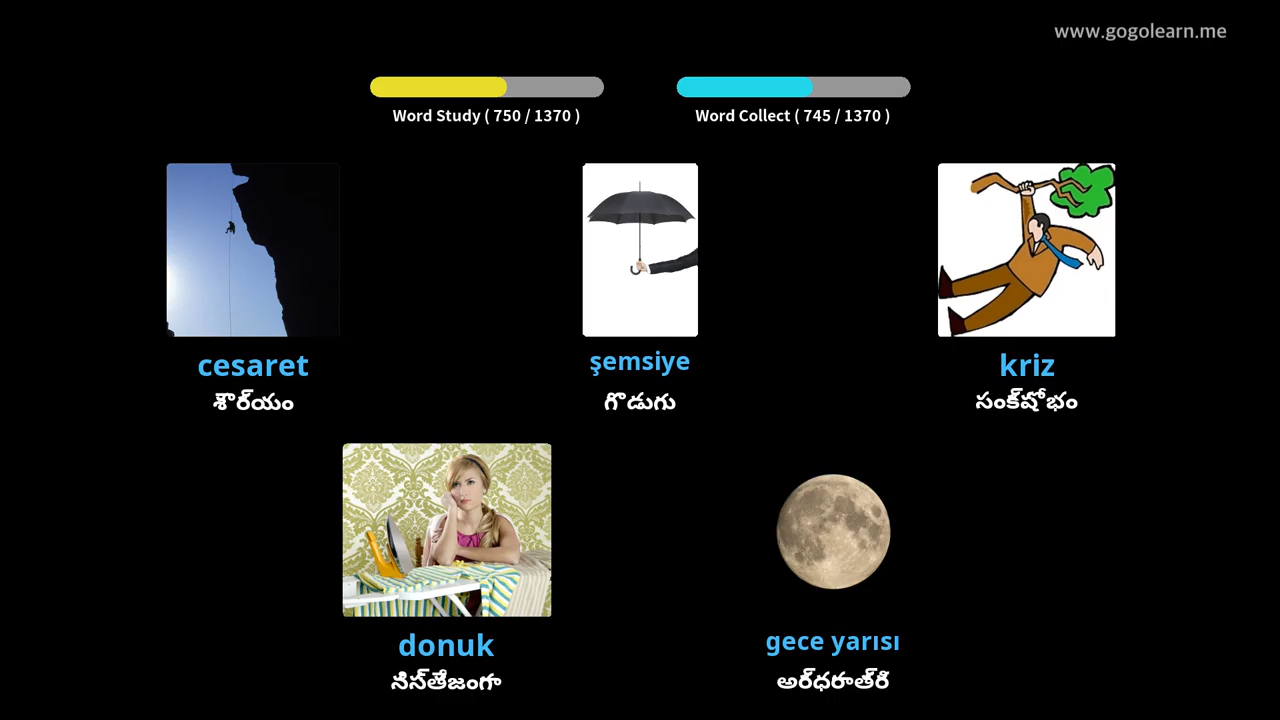 www.gogolearn.me
Word Study ( 750 / 1370 )
Word Collect ( 745 / 1370 )
cesaret
şemsiye
kriz
శౌర్‌యం
గొడుగు
సంక్‌షోభం
donuk
gece yarısı
నిస్‌తేజంగా
అర్‌ధరాత్‌రి